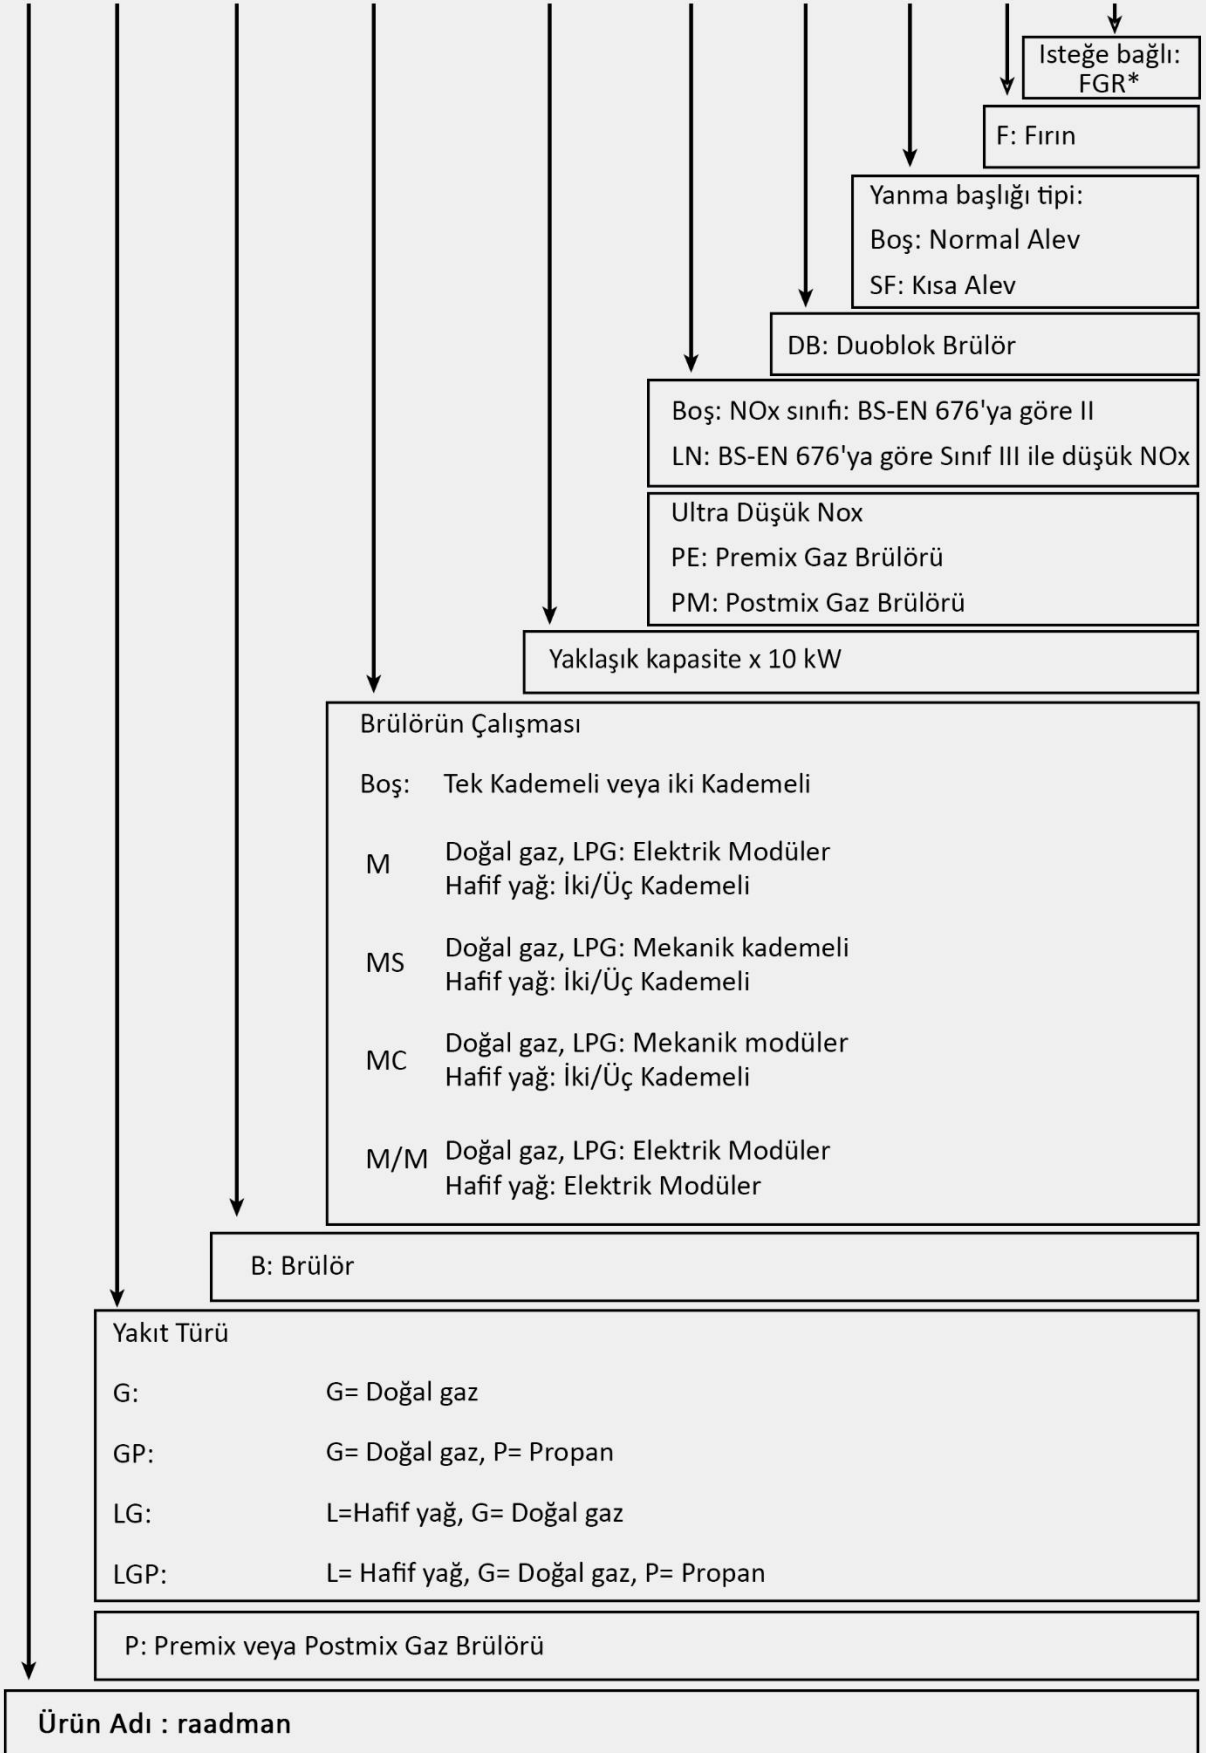 Isteğe bağlı:
FGR*
F: Fırın
Yanma başlığı tipi:
Boş: Normal Alev
SF: Kısa Alev
DB: Duoblok Brülör
Boş: NOx sınıfı: BS-EN 676'ya göre II
LN: BS-EN 676'ya göre Sınıf III ile düşük NOx
Ultra Düşük Nox
PE: Premix Gaz Brülörü
PM: Postmix Gaz Brülörü
Yaklaşık kapasite x 10 kW
Brülörün Çalışması
Boş: Tek Kademeli veya iki Kademeli
M Doğal gaz, LPG: Elektrik Modüler
Hafif yağ: İki/Üç Kademeli
MS Doğal gaz, LPG: Mekanik kademeli
Hafif yağ: İki/Üç Kademeli
MC Doğal gaz, LPG: Mekanik modüler
Hafif yağ: İki/Üç Kademeli
M/M Doğal gaz, LPG: Elektrik Modüler
Hafif yağ: Elektrik Modüler
B: Brülör
Yakıt Türü
G: G= Doğal gaz
GP: G= Doğal gaz, P= Propan
LG: L=Hafif yağ, G= Doğal gaz
LGP: L= Hafif yağ, G= Doğal gaz, P= Propan
P: Premix veya Postmix Gaz Brülörü
Ürün Adı : raadman